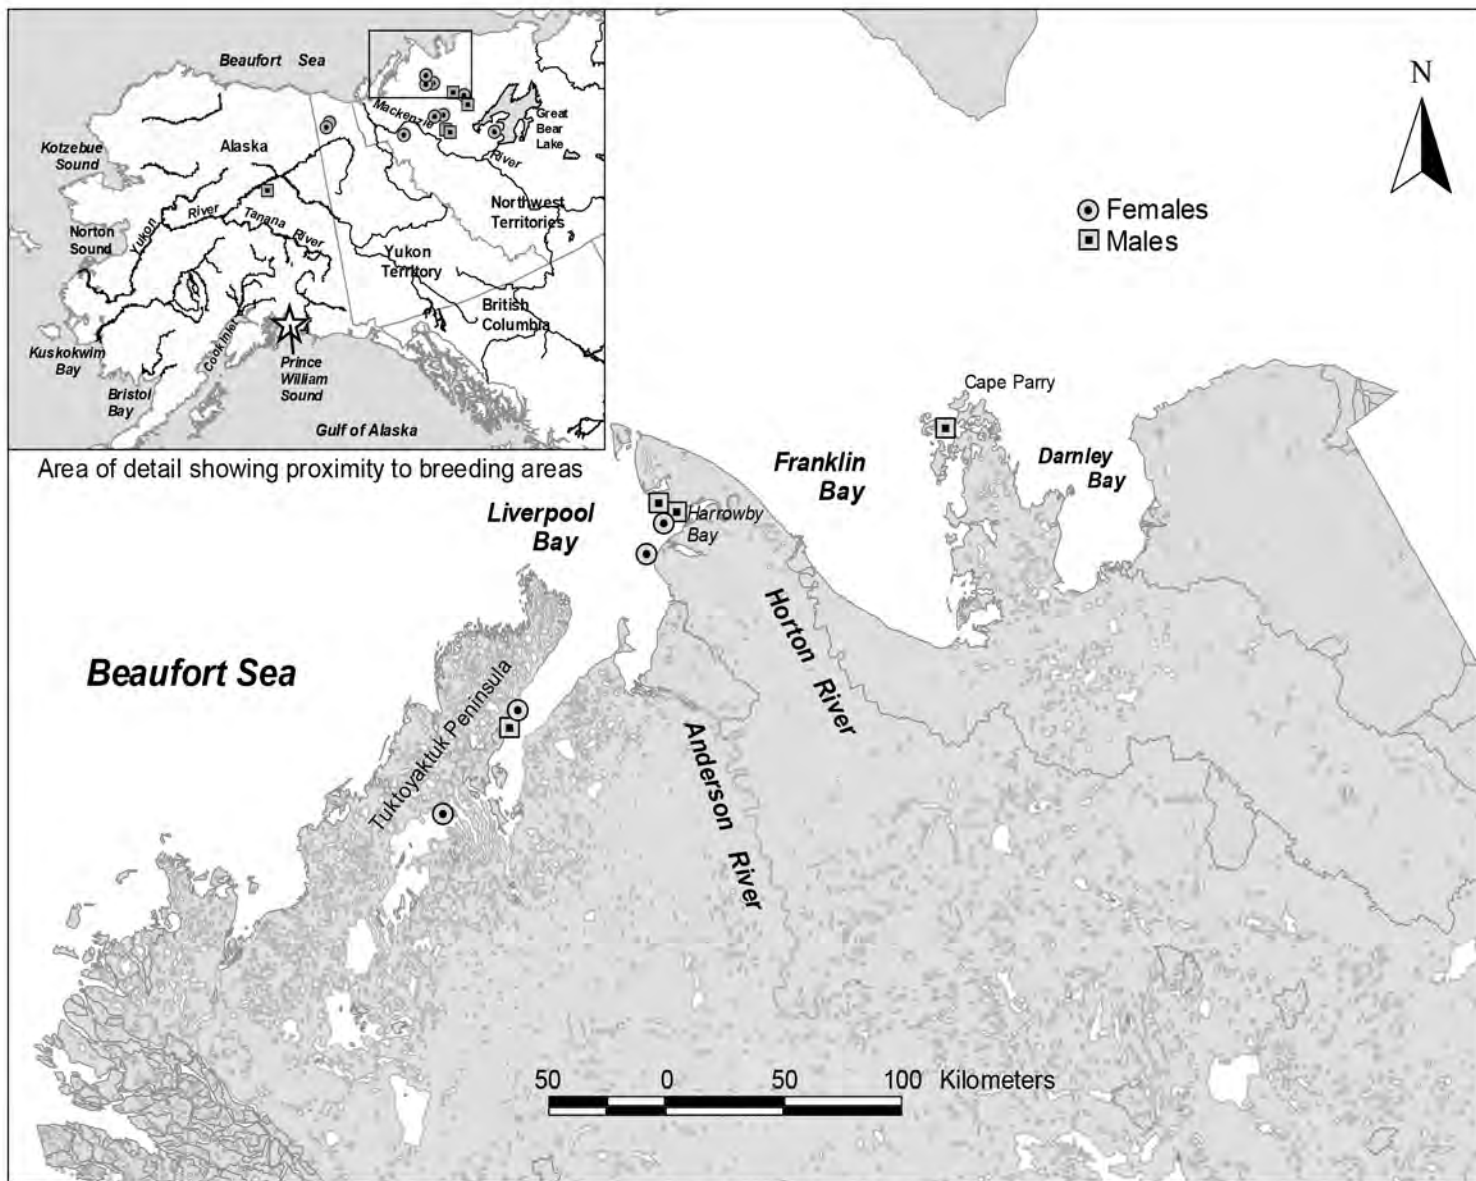 Beaufort Sea
Great
Bear
Lake
Mackenzie
River
Alaska
Kotzebue
Sound
Northwest
Territories
Yukon
River
Tanana River
Norton
Sound
Yukon
Territory
British
Columbia
Cook Inlet
Kuskokwim
Bay
Prince
William
Sound
Bristol
Bay
Gulf of Alaska
Area of detail showing proximity to breeding areas
N
Females
Males
Cape Parry
Franklin
Bay
Darnley
Bay
Liverpool
Bay
Harrowby
Bay
Horton River
Beaufort Sea
Tuktoyaktuk Peninsula
Anderson River
50 0 50 100 Kilometers